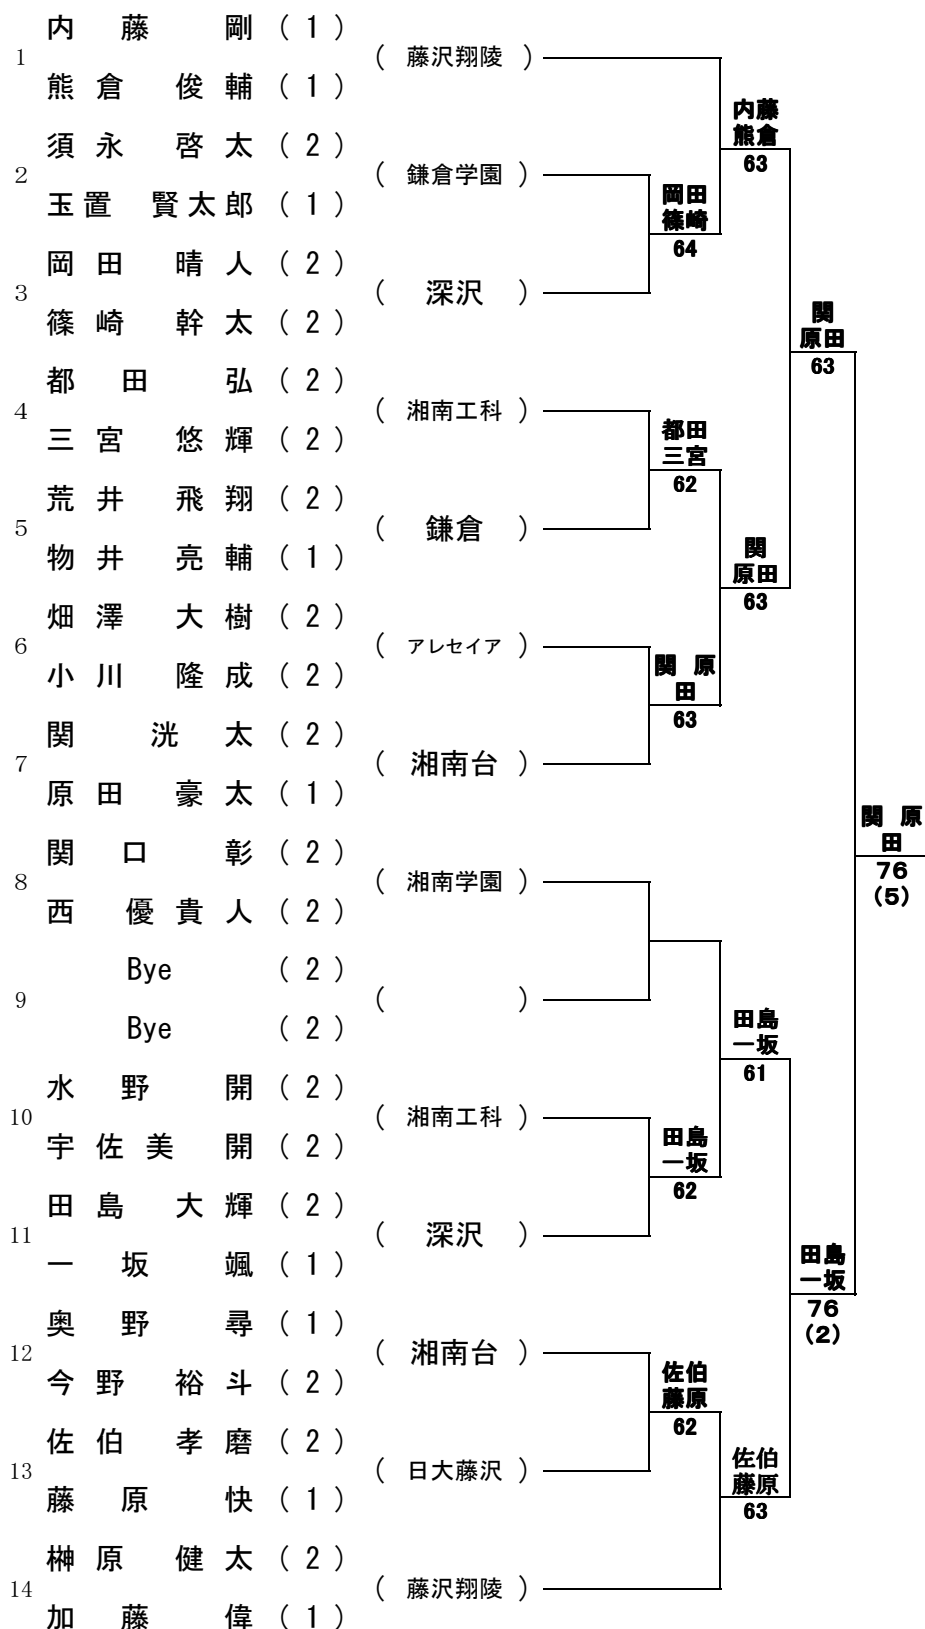 内藤 剛 ( 1 )
1 ( 藤沢翔陵 )
熊倉 俊輔 ( 1 )
須永 啓太 ( 2 )
2 ( 鎌倉学園 )
玉置 賢太郎 ( 1 )
岡田 晴人 ( 2 )
3 ( 深沢 )
篠崎 幹太 ( 2 )
都田 弘 ( 2 )
4 ( 湘南工科 )
三宮 悠輝 ( 2 )
荒井 飛翔 ( 2 )
5 ( 鎌倉 )
物井 亮輔 ( 1 )
畑澤 大樹 ( 2 )
6 ( アレセイア )
小川 隆成 ( 2 )
関 洸太 ( 2 )
7 ( 湘南台 )
原田 豪太 ( 1 )
関口 彰 ( 2 )
8 ( 湘南学園 )
西 優貴人 ( 2 )
Bye ( 2 )
9 ( )
Bye ( 2 )
水野 開 ( 2 )
10 ( 湘南工科 )
宇佐美 開 ( 2 )
田島 大輝 ( 2 )
11 ( 深沢 )
一坂 颯 ( 1 )
奥野 尋 ( 1 )
12 ( 湘南台 )
今野 裕斗 ( 2 )
佐伯 孝磨 ( 2 )
13 ( 日大藤沢 )
藤原 快 ( 1 )
榊原 健太 ( 2 )
14 ( 藤沢翔陵 )
加藤 偉 ( 1 )
岡田
篠崎
64
都田
三宮
62
関 原
田
63
田島
一坂
62
佐伯
藤原
62
内藤
熊倉
63
関
原田
63
田島
一坂
61
佐伯
藤原
63
関
原田
63
田島
一坂
76
(2)
関 原
田
76
(5)